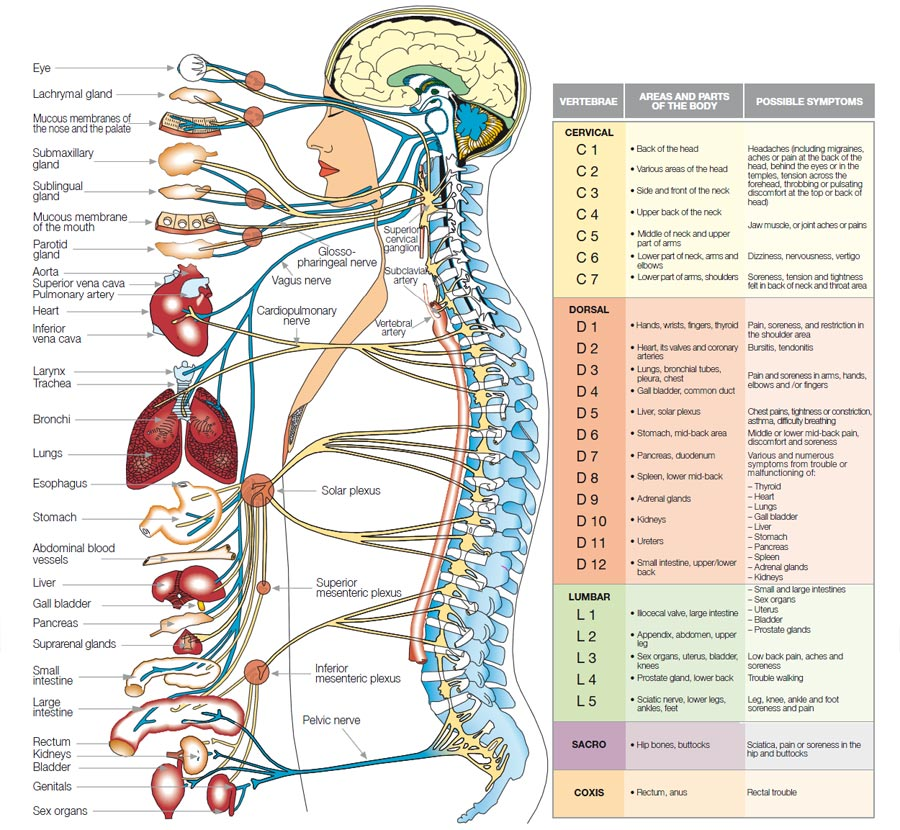 Eye
Lachrymal gland
Mucous membranes of
the nose and the palate
Submaxillary
gland
Sublingual
gland
Mucous membrane
of the mouth
Parotid
gland
Aorta
Superior vena cava
Pulmonary artery
Heart
Inferior
vena cava
Larynx
Trachea
Bronchi
Lungs
Esophagus
Stomach
Abdominal blood
vessels
Liver
Gall bladder
Pancreas
Suprarenal glands
Small
intestine
Large
intestine
Rectum
Kidneys
Bladder
Genitals
Sex organs
Superior
cervical
ganglion
Glosso-
pharingeal nerve
Vagus nerve
Subclavia
artery
Cardiopulmonary
nerve
Vertebral
artery
Solar plexus
Superior
mesenteric plexus
Inferior
mesenteric plexus
Pelvic nerve
VERTEBRAE
AREAS AND PARTS
OF THE BODY
POSSIBLE SYMPTOMS
CERVICAL
C 1
• Back of the head
C 2
• Various areas of the head
C 3
• Side and front of the neck
C 4
• Upper back of the neck
C 5
• Middle of neck and upper
part of arms
C 6
• Lower part of neck, arms and
elbows
C 7
• Lower part of arms, shoulders
Headaches (including migraines,
aches or pain at the back of the
head, behind the eyes or in the
temples, tension across the
forehead, throbbing or pulsating
discomfort at the top or back of
head)
Jaw muscle, or joint aches or pains
Dizziness, nervousness, vertigo
Soreness, tension and tightness
felt in back of neck and throat area
DORSAL
D 1
• Hands, wrists, fingers, thyroid
D 2
• Heart, its valves and coronary
arteries
D 3
• Lungs, bronchial tubes,
pleura, chest
D 4
• Gall bladder, common duct
D 5
• Liver, solar plexus
D 6
• Stomach, mid-back area
D 7
• Pancreas, duodenum
D 8
• Spleen, lower mid-back
D 9
• Adrenal glands
D 10
• Kidneys
D 11
• Ureters
D 12
• Small intestine, upper/lower
back
Pain, soreness, and restriction in
the shoulder area
Bursitis, tendonitis
Pain and soreness in arms, hands,
elbows and /or fingers
Chest pains, tightness or constriction,
asthma, difficulty breathing
Middle or lower mid-back pain,
discomfort and soreness
Various and numerous
symptoms from trouble or
malfunctioning of:
– Thyroid
– Heart
– Lungs
– Gall bladder
– Liver
– Stomach
– Pancreas
– Spleen
– Adrenal glands
– Kidneys
– Small and large intestines
– Sex organs
– Uterus
– Bladder
– Prostate glands
LUMBAR
L 1
• Iliocecal valve, large intestine
L 2
• Appendix, abdomen, upper
leg
L 3
• Sex organs, uterus, bladder,
knees
L 4
• Prostate gland, lower back
L 5
• Sciatic nerve, lower legs,
ankles, feet
Low back pain, aches and
soreness
Trouble walking
Leg, knee, ankle and foot
soreness and pain
SACRO
• Hip bones, buttocks
Sciatica, pain or soreness in the
hip and buttocks
COXIS
• Rectum, anus
Rectal trouble